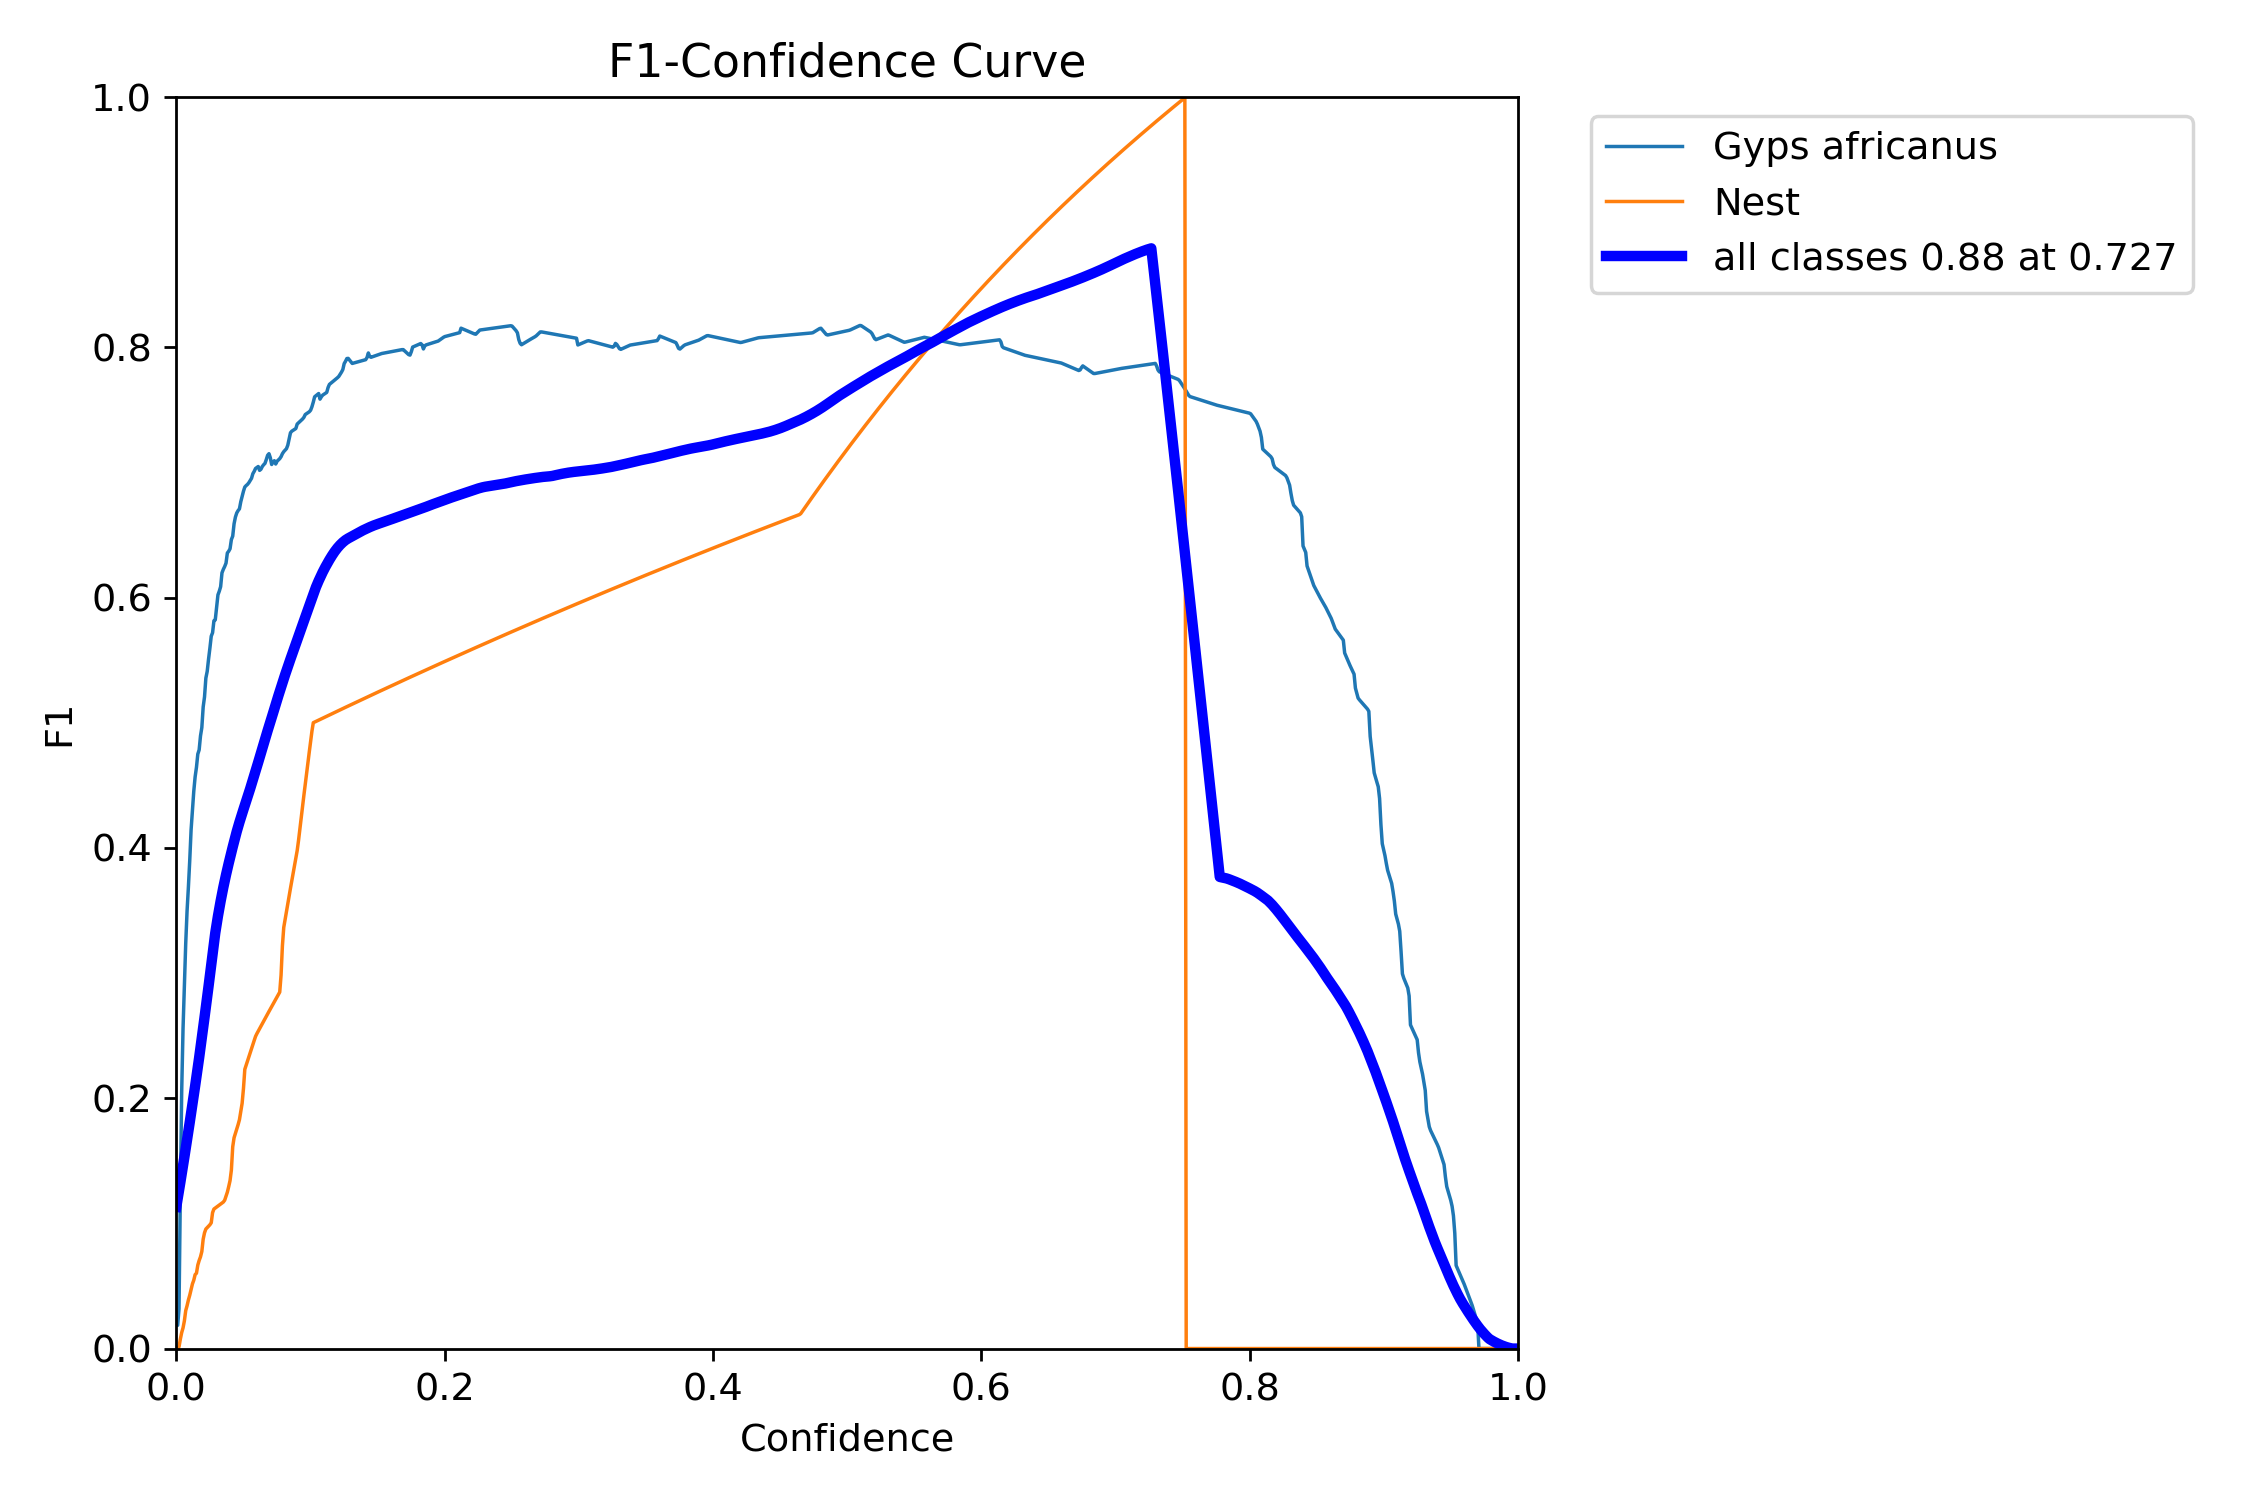 F1-Confidence Curve
1.0
0.8
0.6
0.4
0.2
0.0
F1
0.0 0.2 0.4 0.6 0.8 1.0
Confidence
Gyps africanus
Nest
all classes 0.88 at 0.727